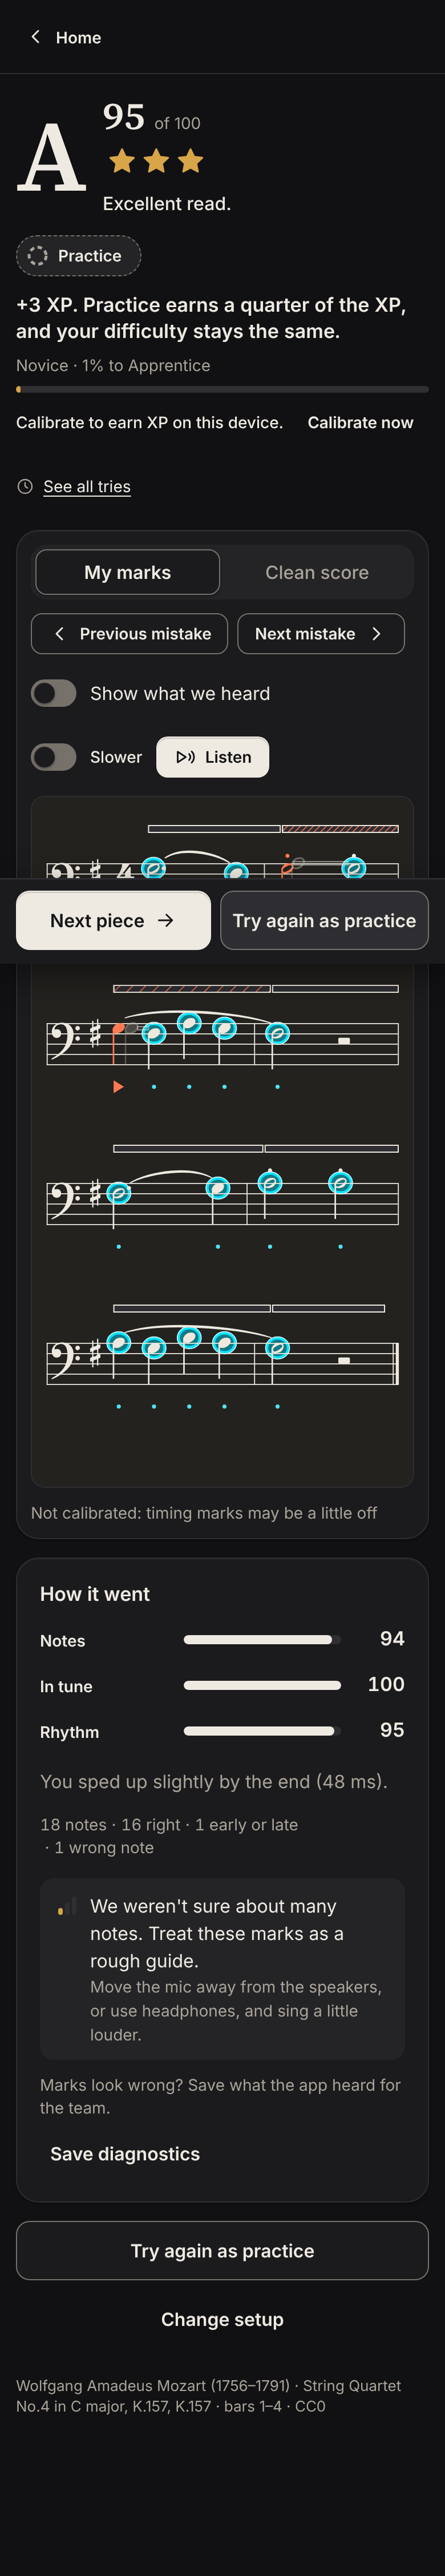 Home
A
95 of 100
Excellent read.
Practice
+3 XP. Practice earns a quarter of the XP,
and your difficulty stays the same.
Novice · 1% to Apprentice
Calibrate to earn XP on this device. Calibrate now
See all tries
My marks Clean score
Previous mistake Next mistake
Show what we heard
Slower Listen
4
Next piece Try again as practice
Not calibrated: timing marks may be a little off
How it went
Notes 94
In tune 100
Rhythm 95
You sped up slightly by the end (48 ms).
18 notes · 16 right · 1 early or late
· 1 wrong note
We weren't sure about many
notes. Treat these marks as a
rough guide.
Move the mic away from the speakers,
or use headphones, and sing a little
louder.
Marks look wrong? Save what the app heard for
the team.
Save diagnostics
Try again as practice
Change setup
Wolfgang Amadeus Mozart (1756–1791) · String Quartet
No.4 in C major, K.157, K.157 · bars 1–4 · CC0